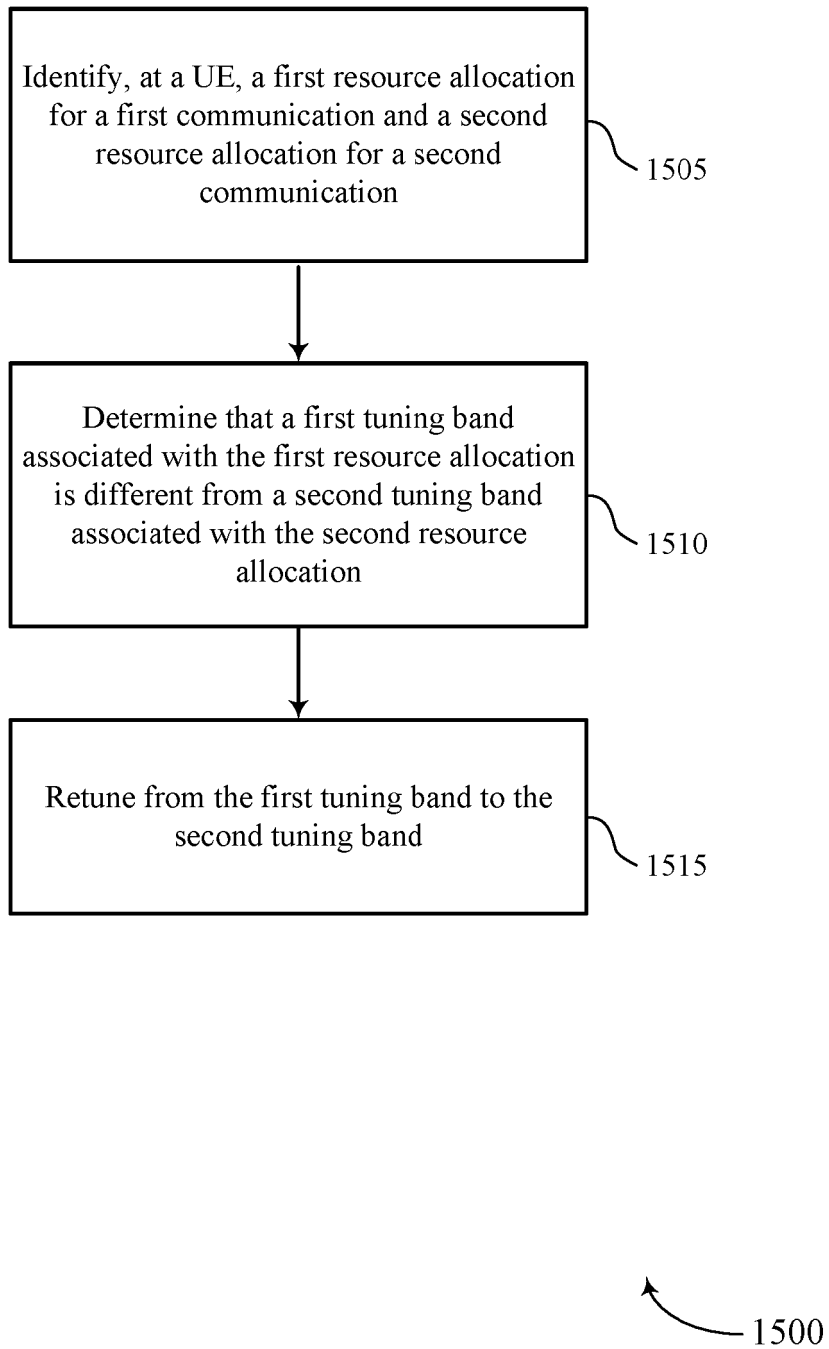 Identify, at a UE, a first resource allocation
for a first communication and a second
resource allocation for a second
communication
1505
Determine that a first tuning band
associated with the first resource allocation
is different from a second tuning band
associated with the second resource
allocation
1510
Retune from the first tuning band to the
second tuning band
1515
1500